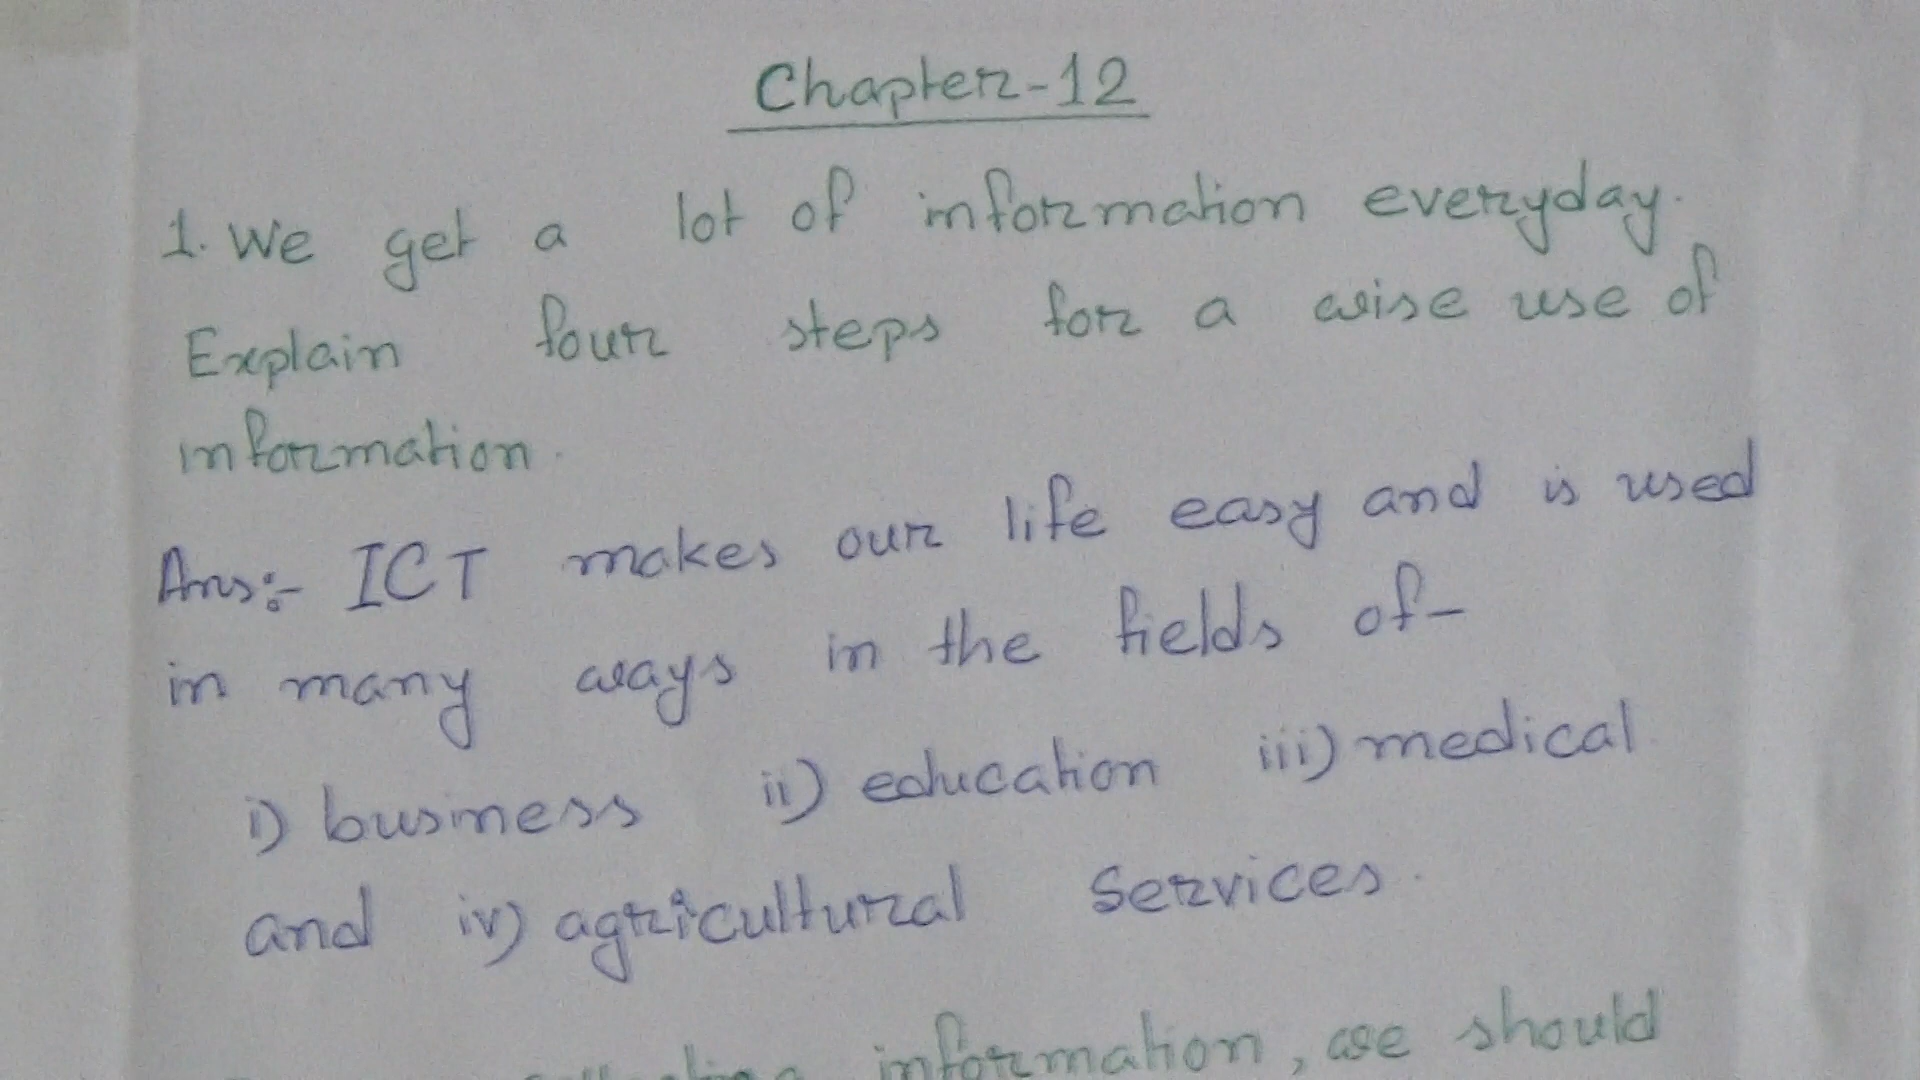 Chapter-12
1. We get a lot of information everyday.
Explain four steps for a wise use of
information.
Ans:- ICT makes our life easy and is used
in many ways in the fields of-
i) business ii) education iii) medical
and iv) agricultural Services.
information, we should